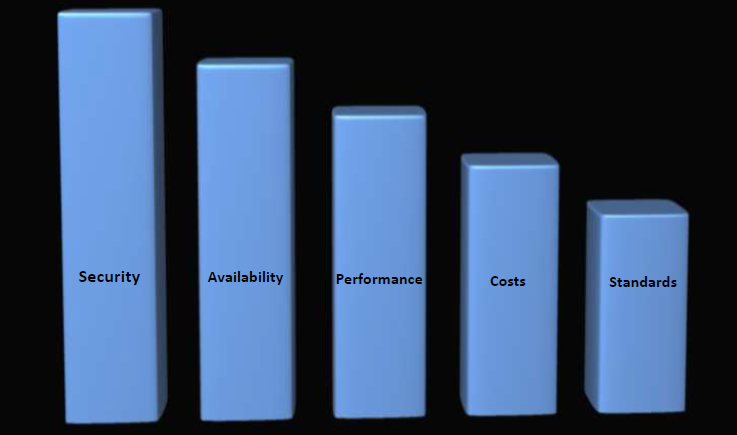 Security
Availability
Performance
Costs
Standards